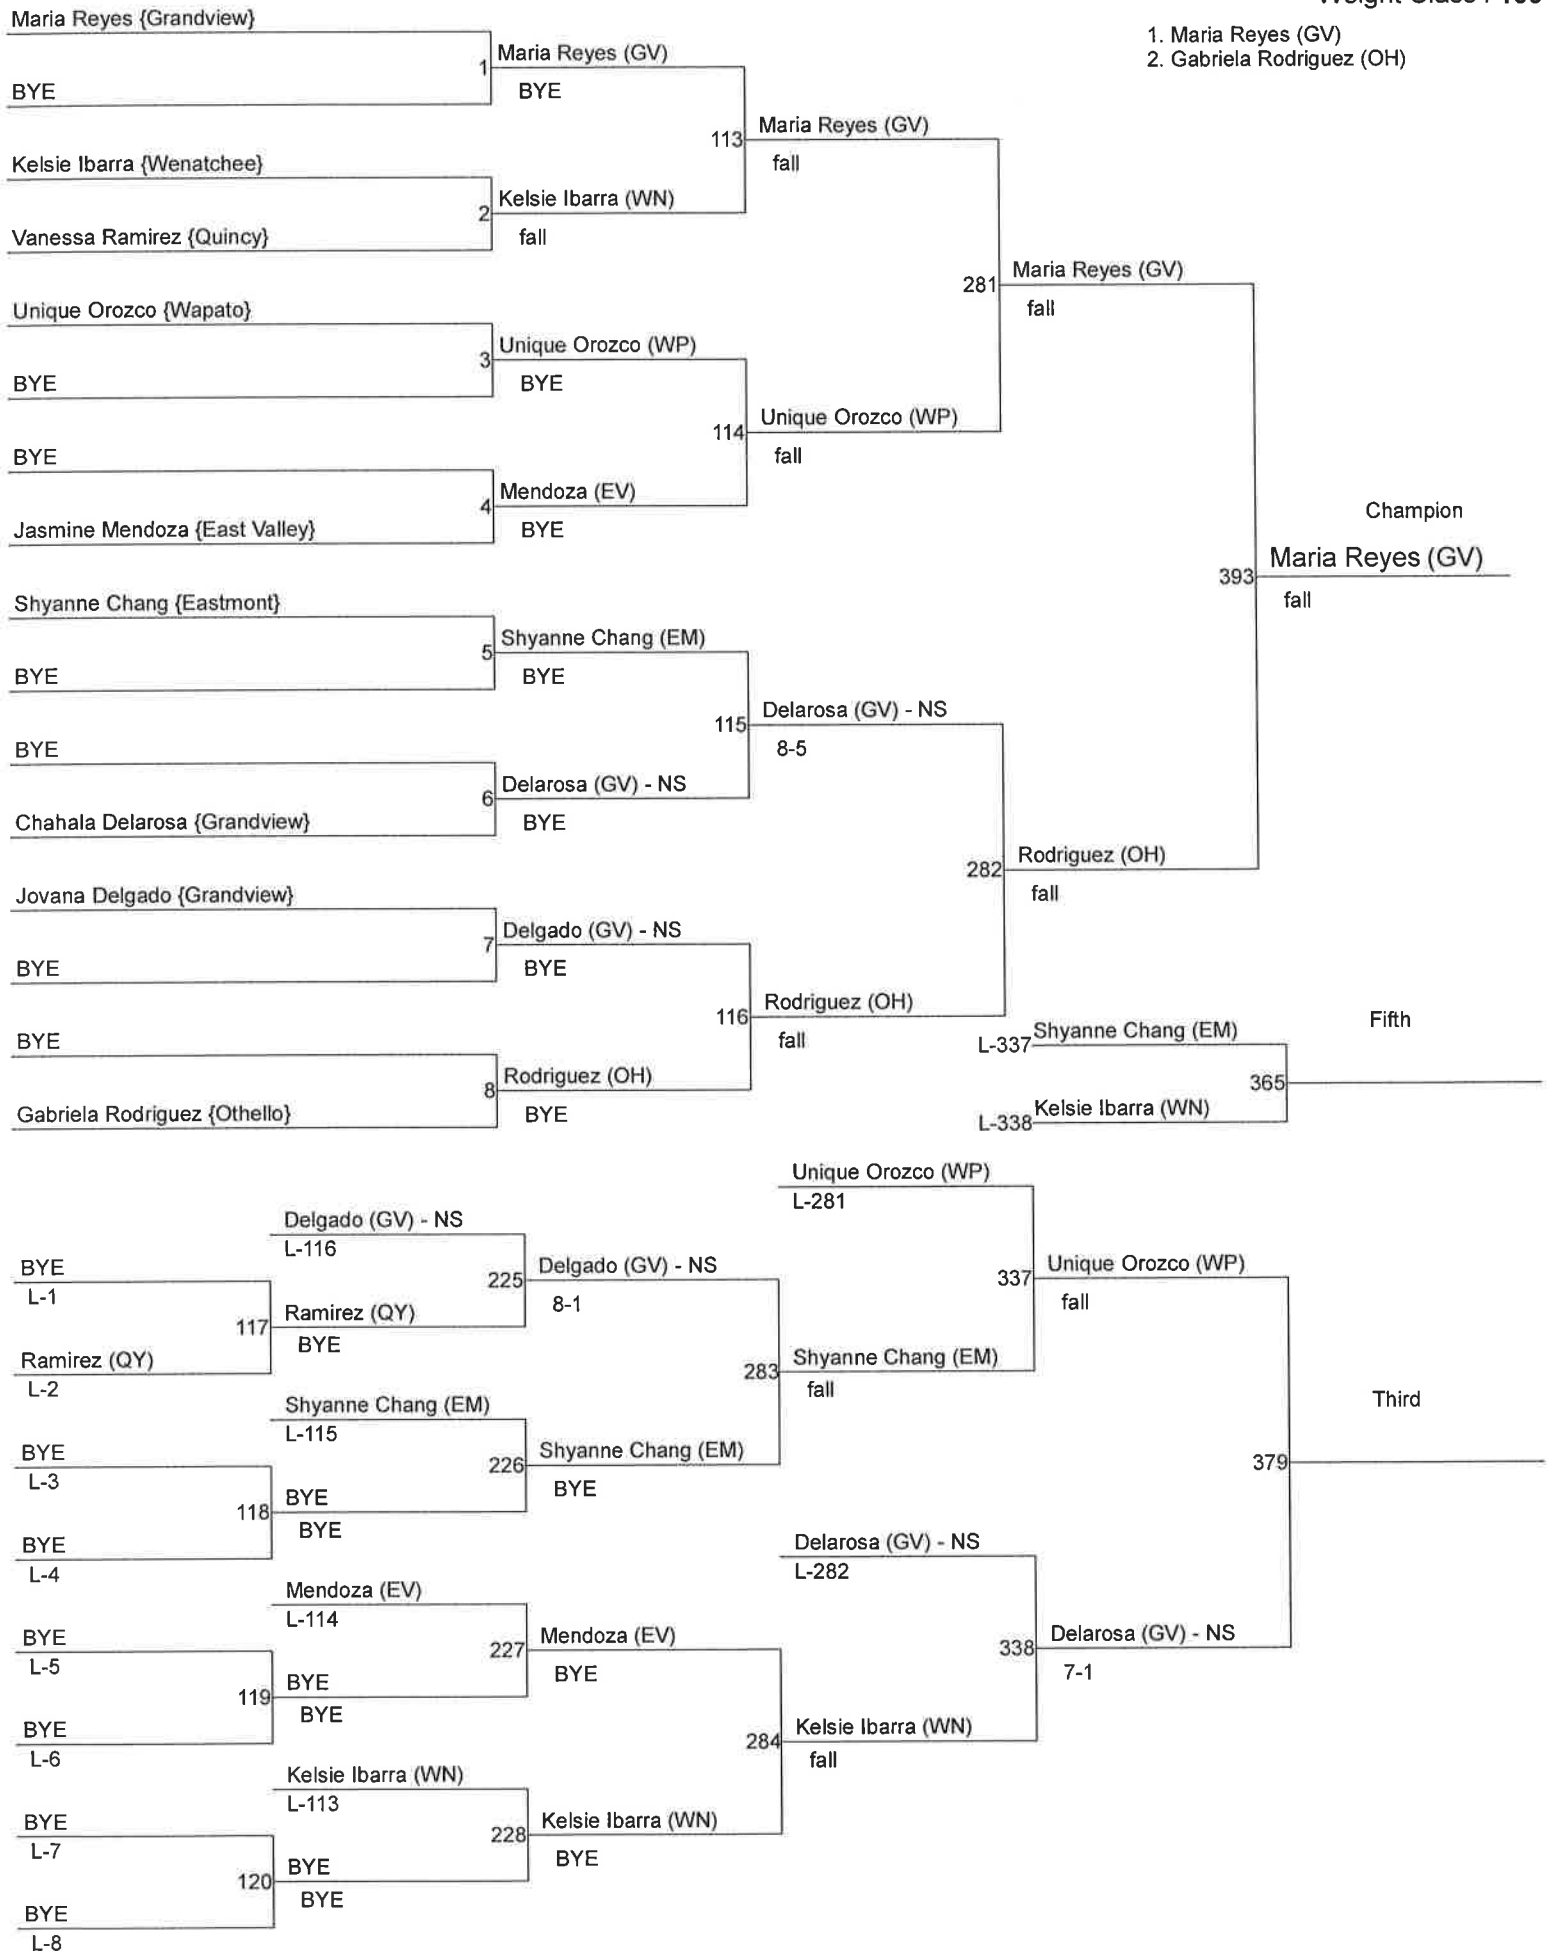 Weight Class :
1. Maria Reyes (GV)
2. Gabriela Rodriguez (OH)
Maria Reyes {Grandview}
1
Maria Reyes (GV)
BYE
BYE
113
Maria Reyes (GV)
fall
Kelsie Ibarra {Wenatchee}
2
Kelsie Ibarra (WN)
Vanessa Ramirez {Quincy}
fall
281
Maria Reyes (GV)
fall
Unique Orozco {Wapato}
3
Unique Orozco (WP)
BYE
BYE
114
Unique Orozco (WP)
fall
BYE
4
Mendoza (EV)
Jasmine Mendoza {East Valley}
BYE
Champion
393
Maria Reyes (GV)
fall
Shyanne Chang {Eastmont}
5
Shyanne Chang (EM)
BYE
BYE
115
Delarosa (GV) - NS
8-5
BYE
6
Delarosa (GV) - NS
Chahala Delarosa {Grandview}
BYE
282
Rodriguez (OH)
fall
Jovana Delgado {Grandview}
7
Delgado (GV) - NS
BYE
BYE
116
Rodriguez (OH)
fall
BYE
8
Rodriguez (OH)
Gabriela Rodriguez {Othello}
BYE
Fifth
L-337
Shyanne Chang (EM)
365
L-338
Kelsie Ibarra (WN)
Unique Orozco (WP)
L-281
Delgado (GV) - NS
L-116
BYE
L-1
225
Delgado (GV) - NS
8-1
337
Unique Orozco (WP)
fall
117
Ramirez (QY)
BYE
Ramirez (QY)
L-2
283
Shyanne Chang (EM)
fall
Shyanne Chang (EM)
L-115
Third
BYE
L-3
226
Shyanne Chang (EM)
BYE
379
118
BYE
BYE
BYE
L-4
Delarosa (GV) - NS
L-282
Mendoza (EV)
L-114
BYE
L-5
227
Mendoza (EV)
BYE
338
Delarosa (GV) - NS
7-1
119
BYE
BYE
BYE
L-6
284
Kelsie Ibarra (WN)
fall
Kelsie Ibarra (WN)
L-113
BYE
L-7
228
Kelsie Ibarra (WN)
BYE
120
BYE
BYE
BYE
L-8